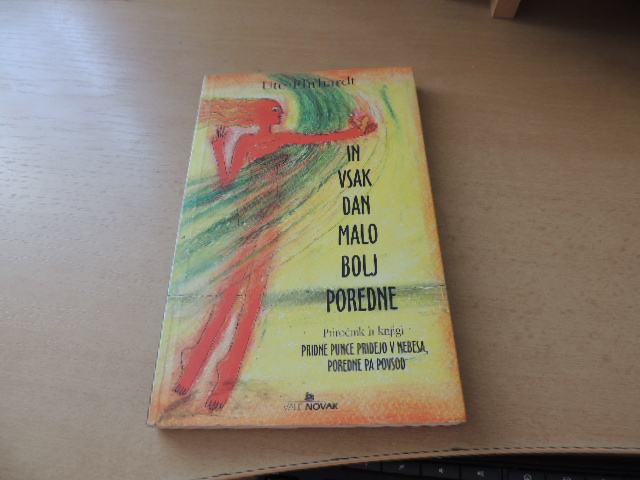 Ute Ehrhardt
IN
VSAK
DAN
MALO
BOLJ
POREDNE
Priročnik h knjigi
PRIDNE PUNCE PRIDEJO V NEBESA,
POREDNE PA POVSOD
VALE NOVAK